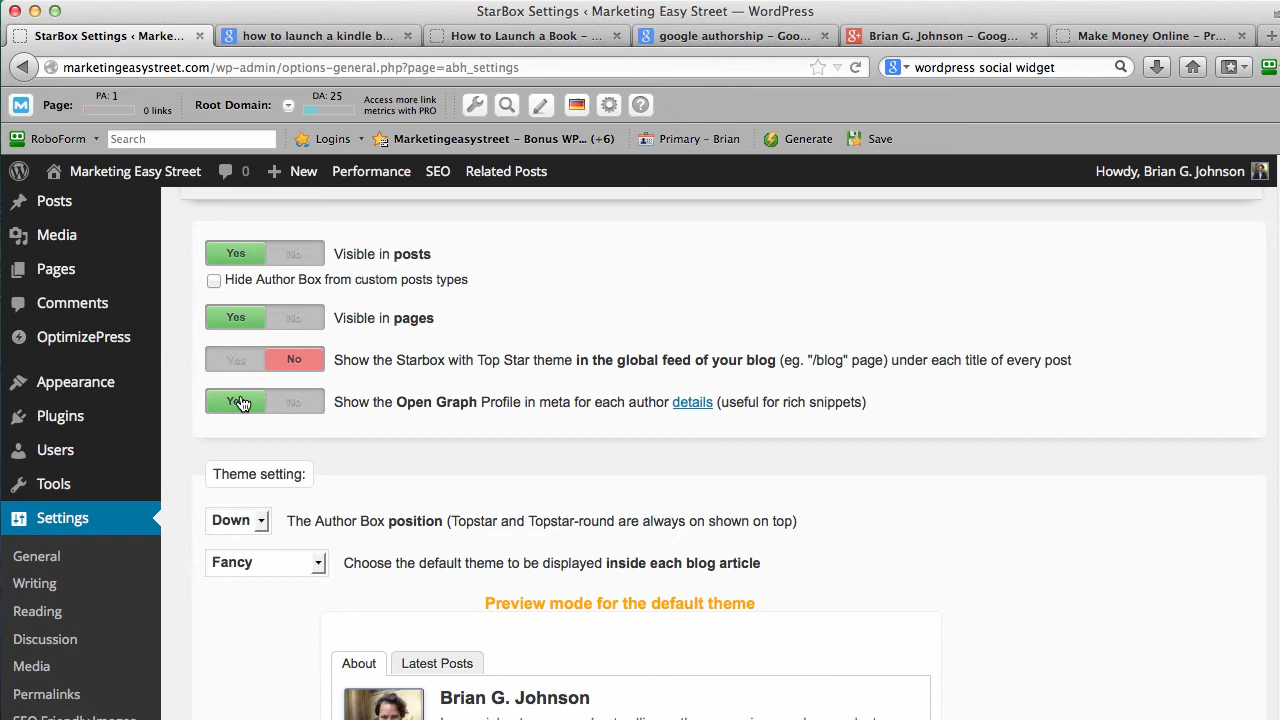 StarBox Settings ‹ Marketing Easy Street — WordPress
StarBox Settings ‹ Marke... × how to launch a kindle b... × How to Launch a Book – ... × google authorship – Goo... × Brian G. Johnson – Goog... × Make Money Online – Pr... × +
marketingeasystreet.com/wp-admin/options-general.php?page=abh_settings
wordpress social widget
M Page: PA: 1 0 links Root Domain: DA: 25 Access more link metrics with PRO
RoboForm Search Logins Marketingeasystreet – Bonus WP... (+6) Primary – Brian Generate Save
Marketing Easy Street 0 + New Performance SEO Related Posts Howdy, Brian G. Johnson
Posts
Media
Pages
Comments
OptimizePress
Appearance
Plugins
Users
Tools
Settings
General
Writing
Reading
Discussion
Media
Permalinks
SEO Friendly Images
Yes No Visible in posts
Hide Author Box from custom posts types
Yes No Visible in pages
Yes No Show the Starbox with Top Star theme in the global feed of your blog (eg. "/blog" page) under each title of every post
Yes No Show the Open Graph Profile in meta for each author details (useful for rich snippets)
Theme setting:
Down The Author Box position (Topstar and Topstar-round are always on shown on top)
Fancy Choose the default theme to be displayed inside each blog article
Preview mode for the default theme
About Latest Posts
Brian G. Johnson